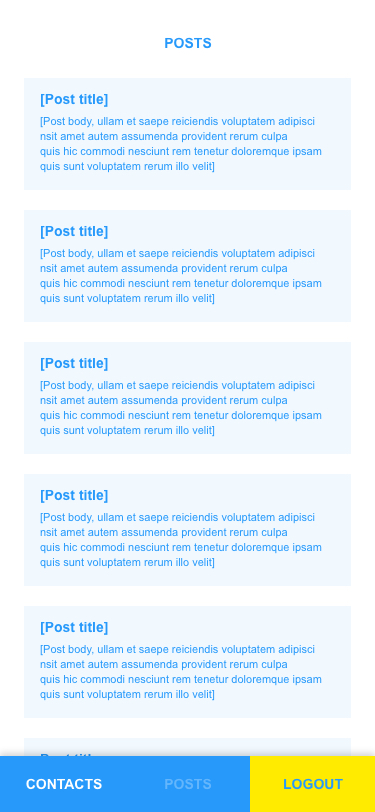 POSTS
[Post title]
[Post body, ullam et saepe reiciendis voluptatem adipisci
nsit amet autem assumenda provident rerum culpa
quis hic commodi nesciunt rem tenetur doloremque ipsam
quis sunt voluptatem rerum illo velit]
[Post title]
[Post body, ullam et saepe reiciendis voluptatem adipisci
nsit amet autem assumenda provident rerum culpa
quis hic commodi nesciunt rem tenetur doloremque ipsam
quis sunt voluptatem rerum illo velit]
[Post title]
[Post body, ullam et saepe reiciendis voluptatem adipisci
nsit amet autem assumenda provident rerum culpa
quis hic commodi nesciunt rem tenetur doloremque ipsam
quis sunt voluptatem rerum illo velit]
[Post title]
[Post body, ullam et saepe reiciendis voluptatem adipisci
nsit amet autem assumenda provident rerum culpa
quis hic commodi nesciunt rem tenetur doloremque ipsam
quis sunt voluptatem rerum illo velit]
[Post title]
[Post body, ullam et saepe reiciendis voluptatem adipisci
nsit amet autem assumenda provident rerum culpa
quis hic commodi nesciunt rem tenetur doloremque ipsam
quis sunt voluptatem rerum illo velit]
CONTACTS POSTS LOGOUT